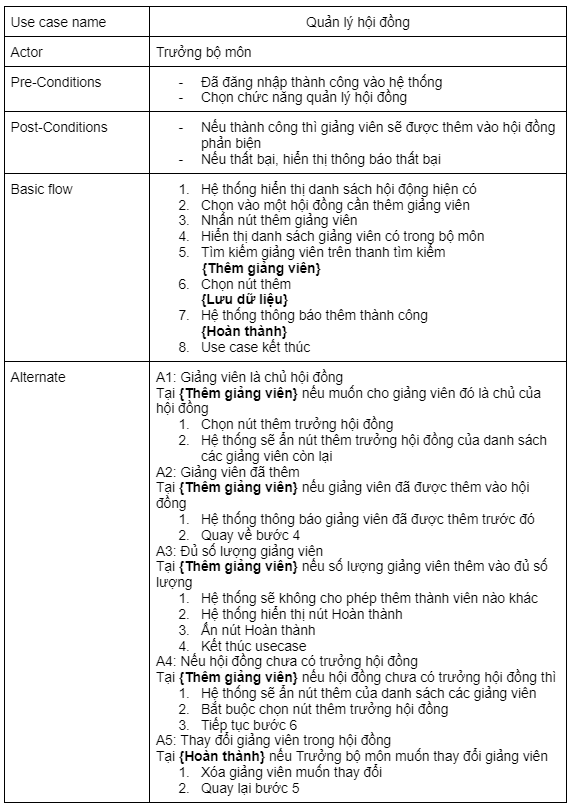 Use case name
Quản lý hội đồng
Actor
Trưởng bộ môn
Pre-Conditions
- Đã đăng nhập thành công vào hệ thống
- Chọn chức năng quản lý hội đồng
Post-Conditions
- Nếu thành công thì giảng viên sẽ được thêm vào hội đồng
phản biện
- Nếu thất bại, hiển thị thông báo thất bại
Basic flow
1. Hệ thống hiển thị danh sách hội động hiện có
2. Chọn vào một hội đồng cần thêm giảng viên
3. Nhấn nút thêm giảng viên
4. Hiển thị danh sách giảng viên có trong bộ môn
5. Tìm kiếm giảng viên trên thanh tìm kiếm
{Thêm giảng viên}
6. Chọn nút thêm
{Lưu dữ liệu}
7. Hệ thống thông báo thêm thành công
{Hoàn thành}
8. Use case kết thúc
Alternate
A1: Giảng viên là chủ hội đồng
Tại {Thêm giảng viên} nếu muốn cho giảng viên đó là chủ của
hội đồng
1. Chọn nút thêm trưởng hội đồng
2. Hệ thống sẽ ẩn nút thêm trưởng hội đồng của danh sách
các giảng viên còn lại
A2: Giảng viên đã thêm
Tại {Thêm giảng viên} nếu giảng viên đã được thêm vào hội
đồng
1. Hệ thống thông báo giảng viên đã được thêm trước đó
2. Quay về bước 4
A3: Đủ số lượng giảng viên
Tại {Thêm giảng viên} nếu số lượng giảng viên thêm vào đủ số
lượng
1. Hệ thống sẽ không cho phép thêm thành viên nào khác
2. Hệ thống hiển thị nút Hoàn thành
3. Ấn nút Hoàn thành
4. Kết thúc usecase
A4: Nếu hội đồng chưa có trưởng hội đồng
Tại {Thêm giảng viên} nếu hội đồng chưa có trưởng hội đồng thì
1. Hệ thống sẽ ẩn nút thêm của danh sách các giảng viên
2. Bắt buộc chọn nút thêm trưởng hội đồng
3. Tiếp tục bước 6
A5: Thay đổi giảng viên trong hội đồng
Tại {Hoàn thành} nếu Trưởng bộ môn muốn thay đổi giảng viên
1. Xóa giảng viên muốn thay đổi
2. Quay lại bước 5